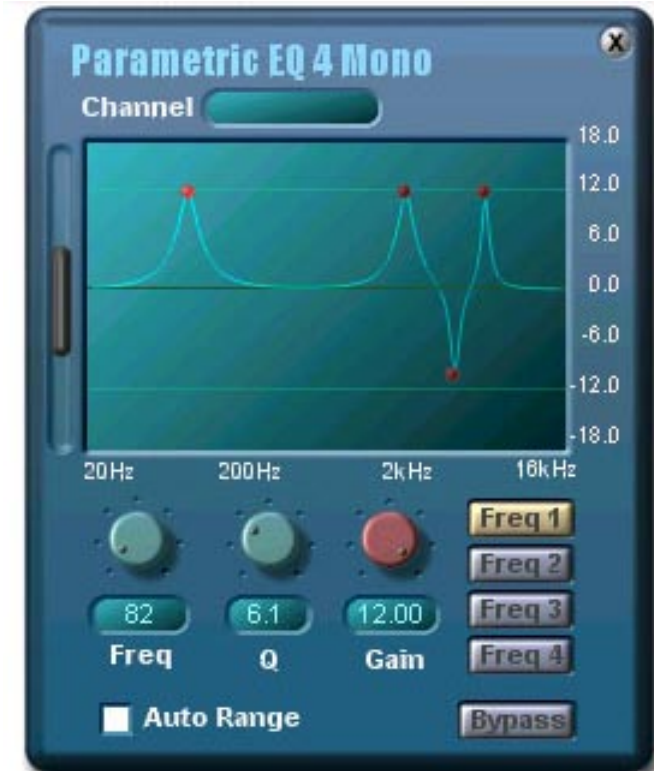 Parametric EQ 4 Mono
X
Channel
18.0
12.0
6.0
0.0
-6.0
-12.0
-18.0
20Hz 200Hz 2kHz 16kHz
Freq 1
Freq 2
Freq 3
Freq 4
82 6.1 12.00
Freq Q Gain
Auto Range
Bypass